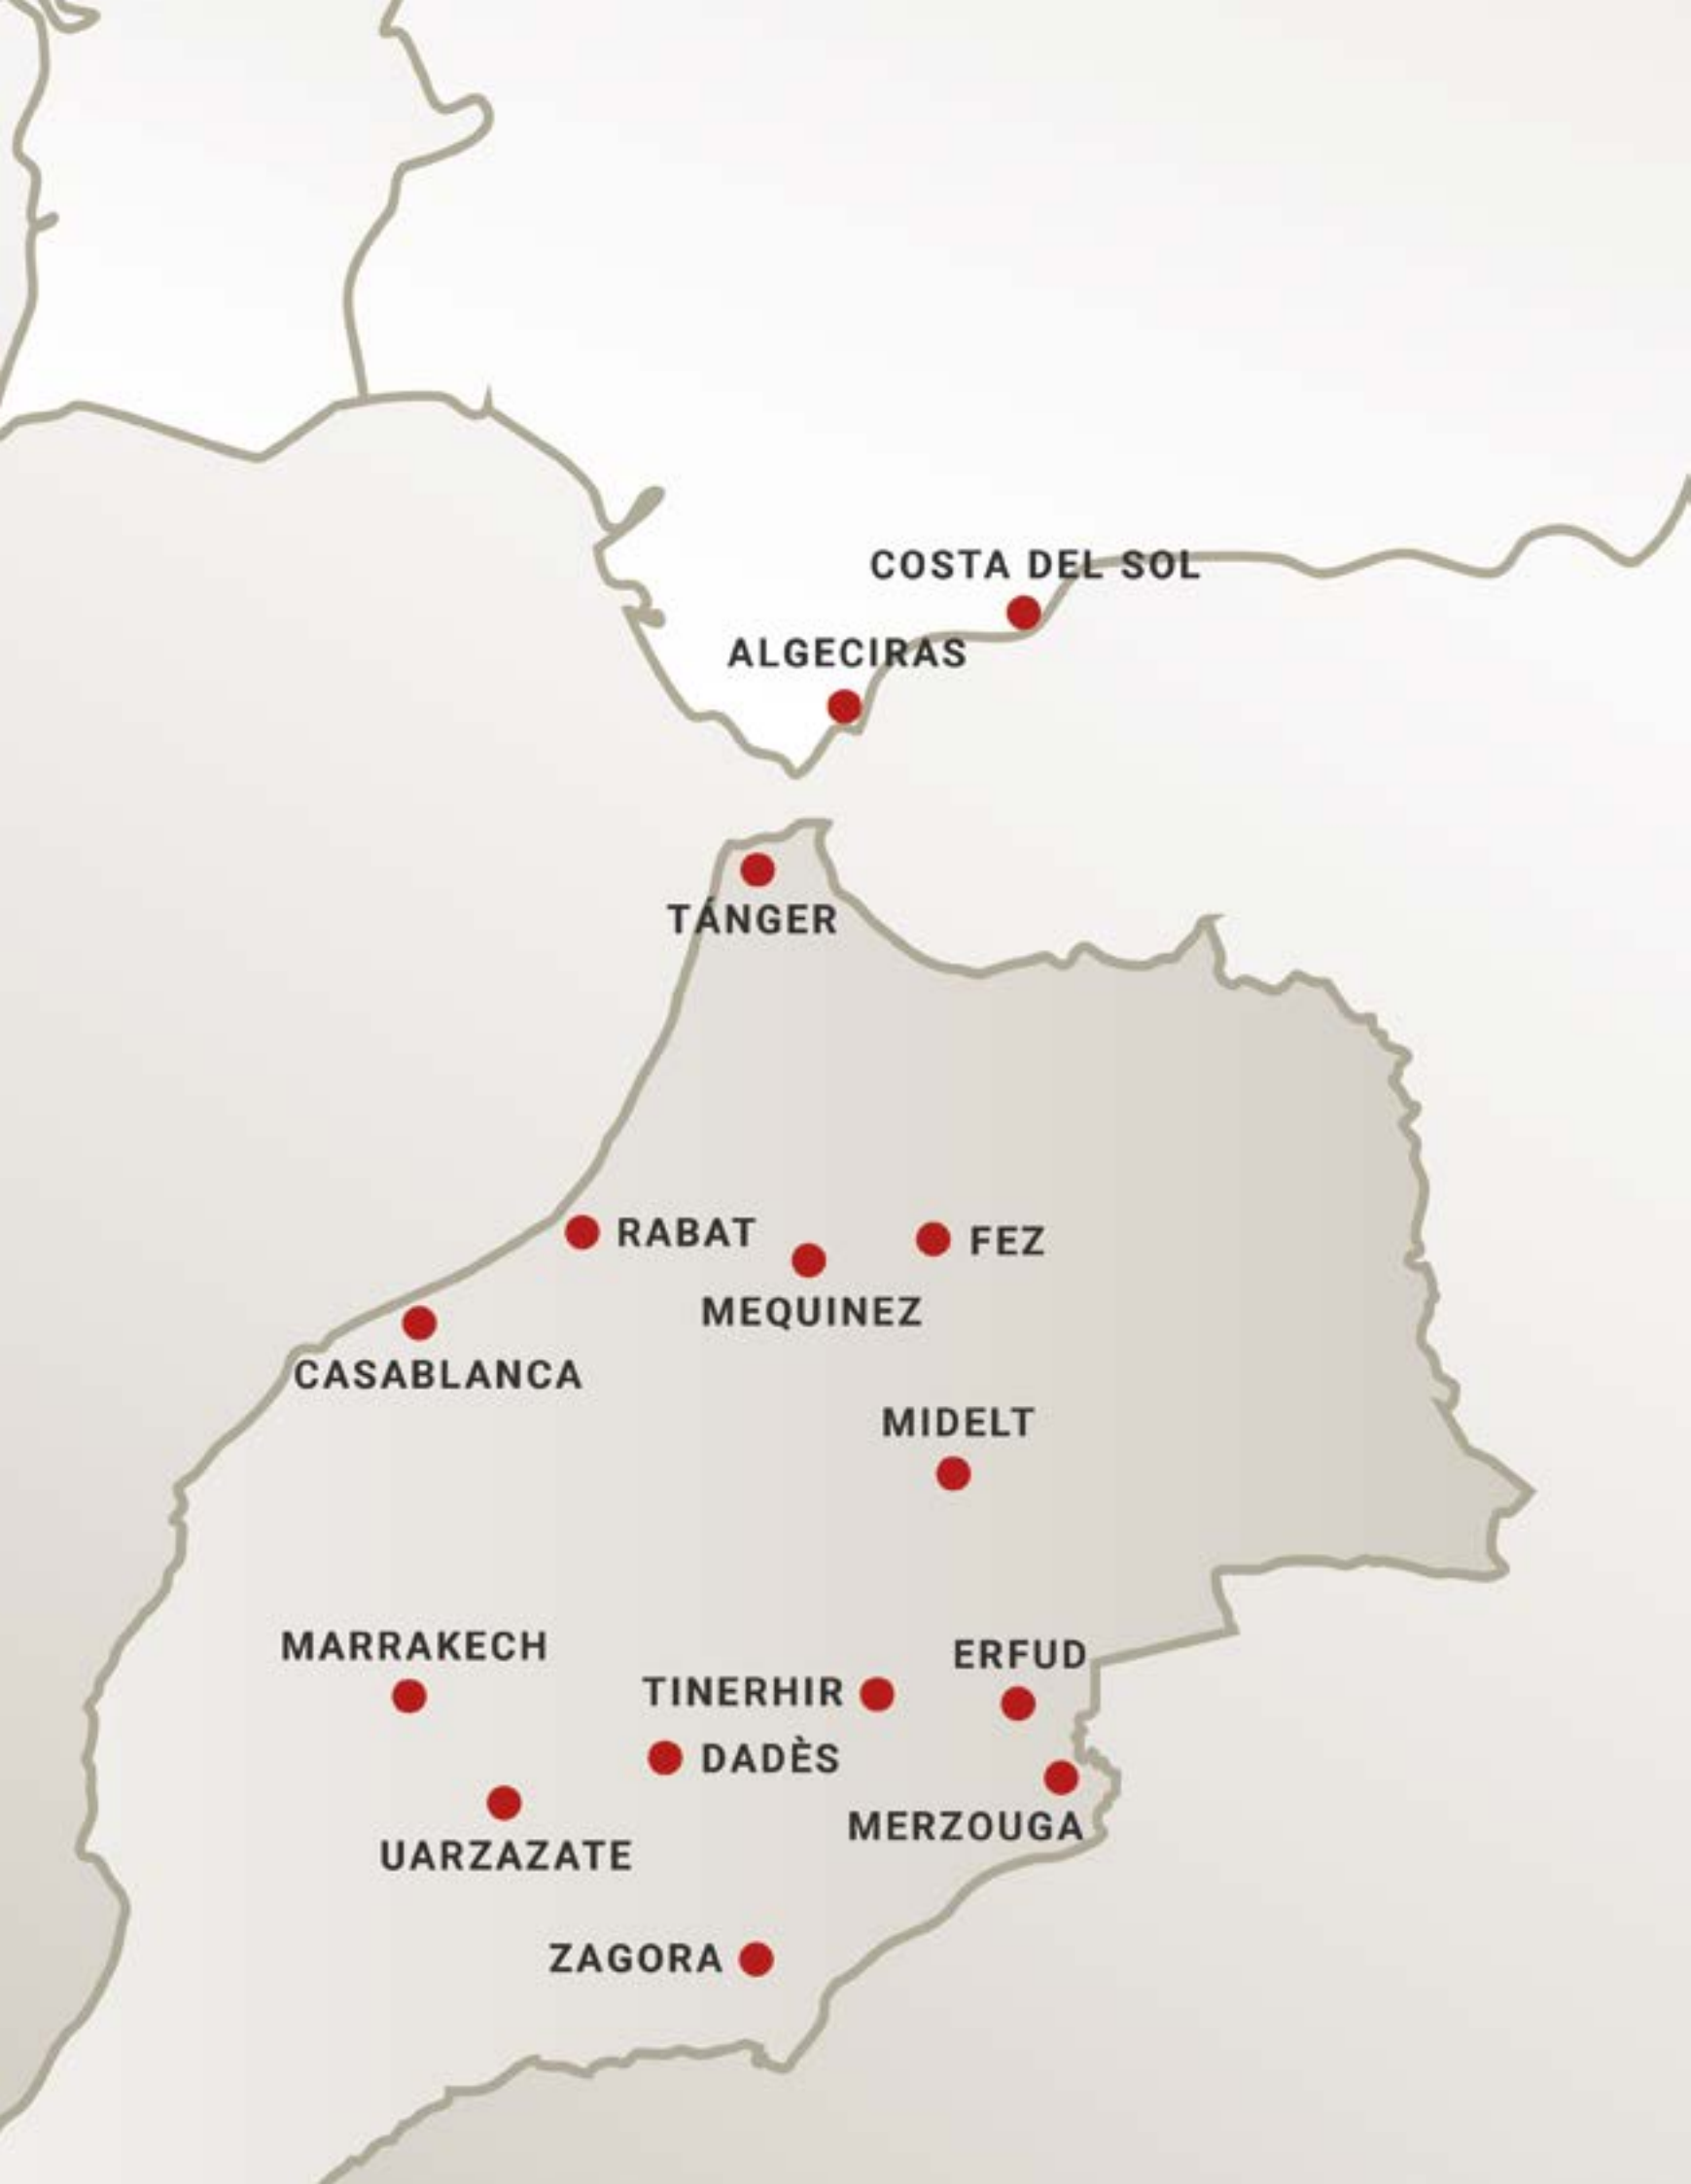 COSTA DEL SOL
ALGECIRAS
TÁNGER
RABAT
FEZ
MEQUINEZ
CASABLANCA
MIDELT
MARRAKECH
ERFUD
TINERHIR
DADÈS
MERZOUGA
UARZAZATE
ZAGORA